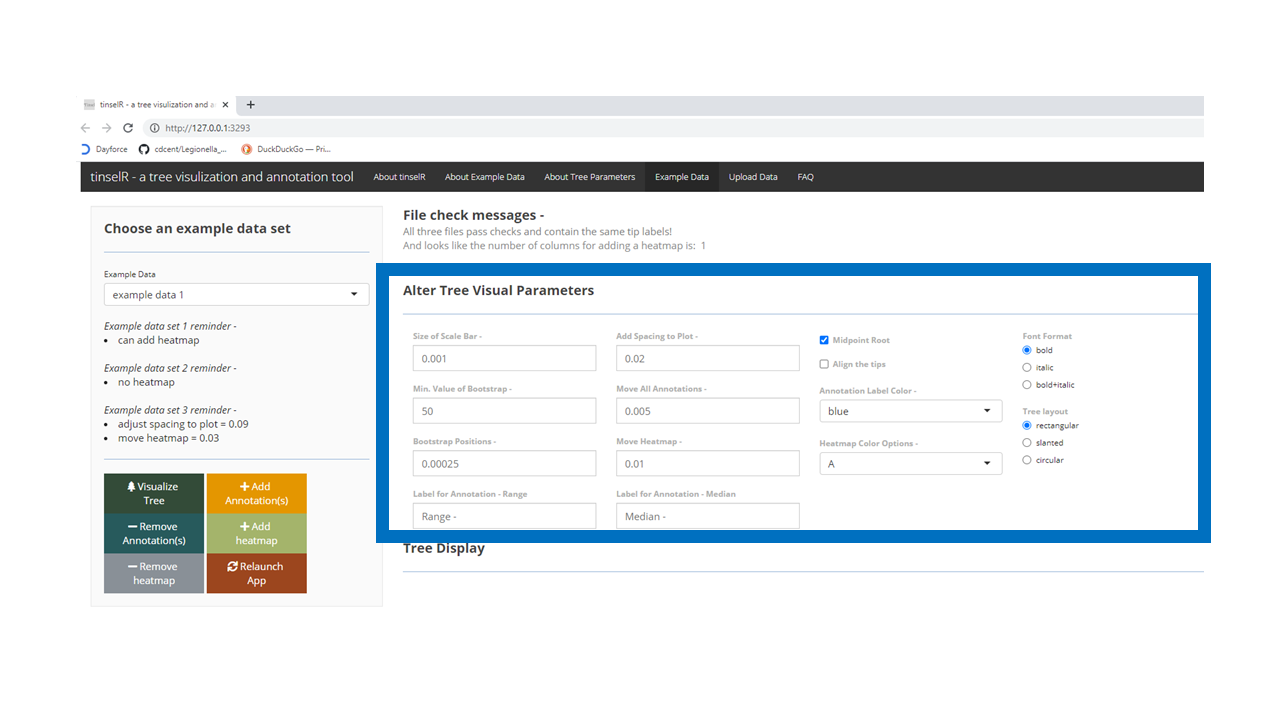 tinselR - a tree visulization and a
http://127.0.0.1:3293
Dayforce
cdcent/Legionella_...
DuckDuckGo — Pri...
tinselR - a tree visulization and annotation tool
About tinselR
About Example Data
About Tree Parameters
Example Data
Upload Data
FAQ
Choose an example data set
Example Data
example data 1
Example data set 1 reminder -
• can add heatmap
Example data set 2 reminder -
• no heatmap
Example data set 3 reminder -
• adjust spacing to plot = 0.09
• move heatmap = 0.03
Visualize
Tree
Add
Annotation(s)
Remove
Annotation(s)
Add
heatmap
Remove
heatmap
Relaunch
App
File check messages -
All three files pass checks and contain the same tip labels!
And looks like the number of columns for adding a heatmap is: 1
Alter Tree Visual Parameters
Size of Scale Bar -
0.001
Min. Value of Bootstrap -
50
Bootstrap Positions -
0.00025
Label for Annotation - Range
Range -
Add Spacing to Plot -
0.02
Move All Annotations -
0.005
Move Heatmap -
0.01
Label for Annotation - Median
Median -
Midpoint Root
Align the tips
Annotation Label Color -
blue
Heatmap Color Options -
A
Font Format
bold
italic
bold+italic
Tree layout
rectangular
slanted
circular
Tree Display